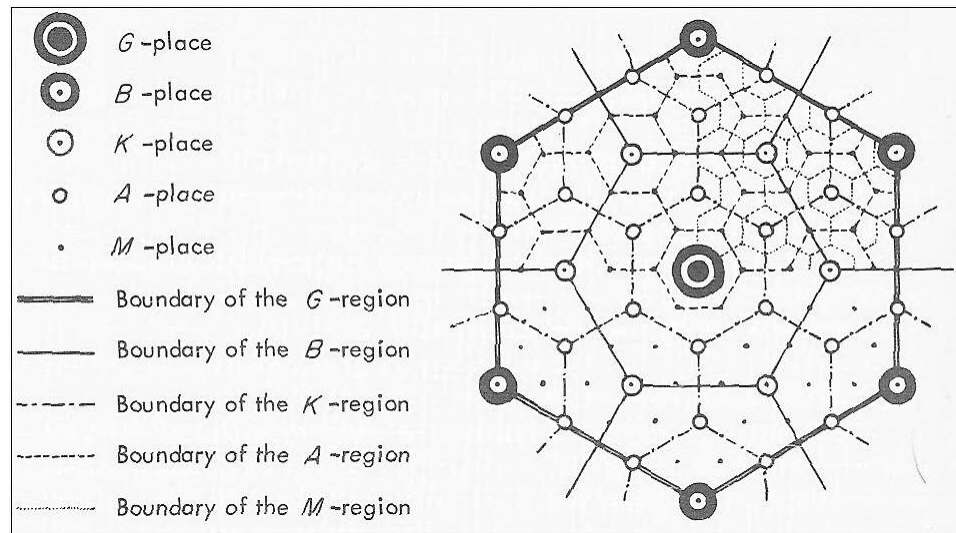 G-place
B-place
K-place
A-place
M-place
Boundary of the G-region
Boundary of the B-region
Boundary of the K-region
Boundary of the A-region
Boundary of the M-region